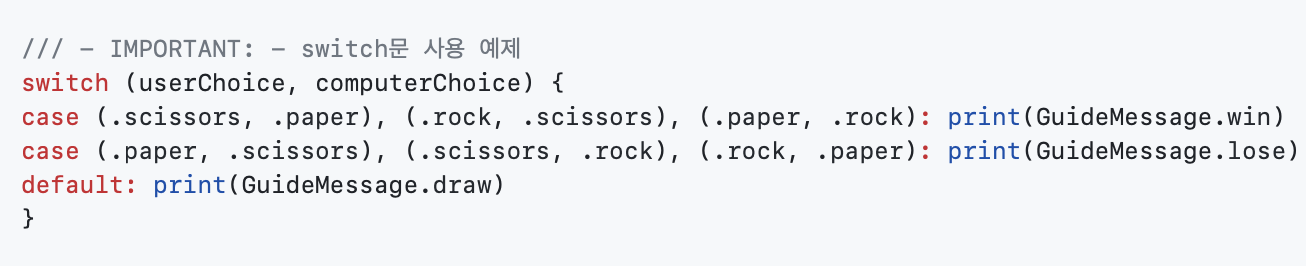 /// - IMPORTANT: - switch문 사용 예제
switch (userChoice, computerChoice) {
case (.scissors, .paper), (.rock, .scissors), (.paper, .rock): print(GuideMessage.win)
case (.paper, .scissors), (.scissors, .rock), (.rock, .paper): print(GuideMessage.lose)
default: print(GuideMessage.draw)
}